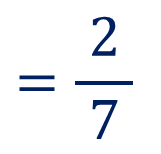 = 2/7